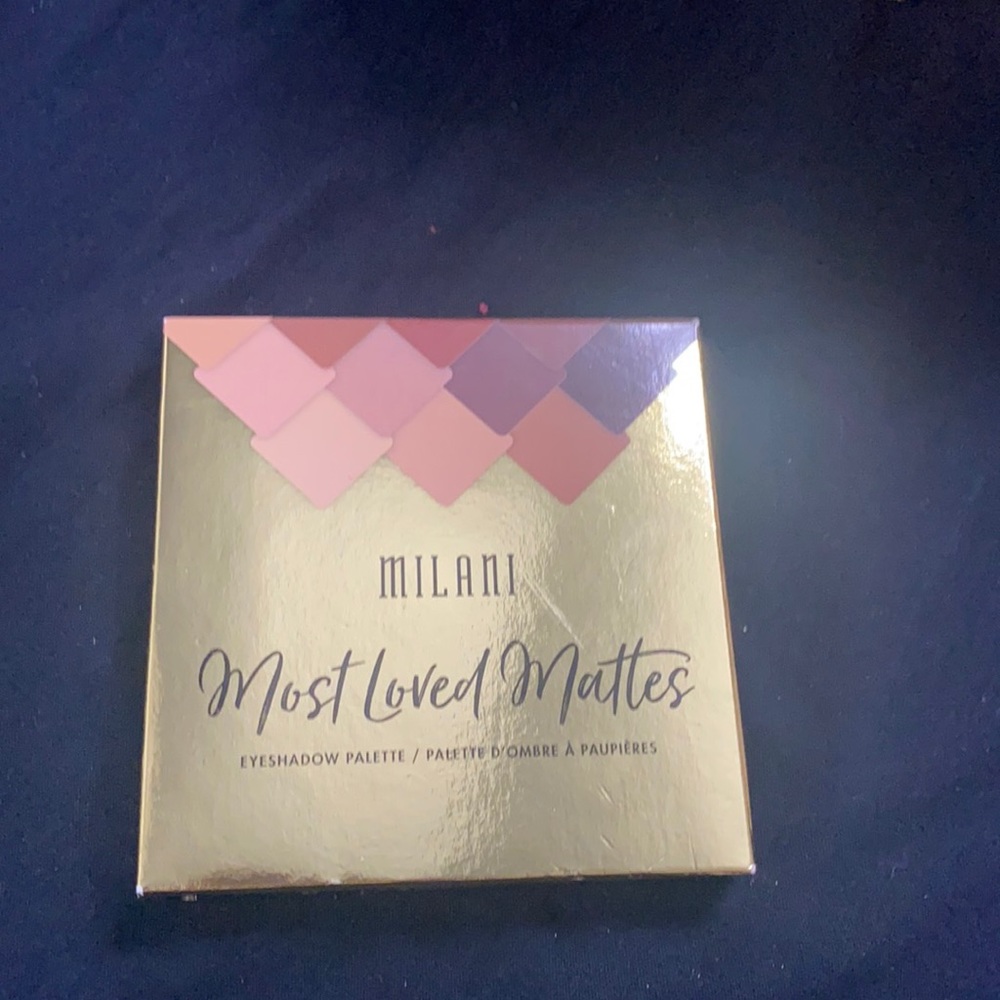 MILANI
Most Loved Mattes
EYESHADOW PALETTE / PALETTE D'OMBRE À PAUPIÈRES